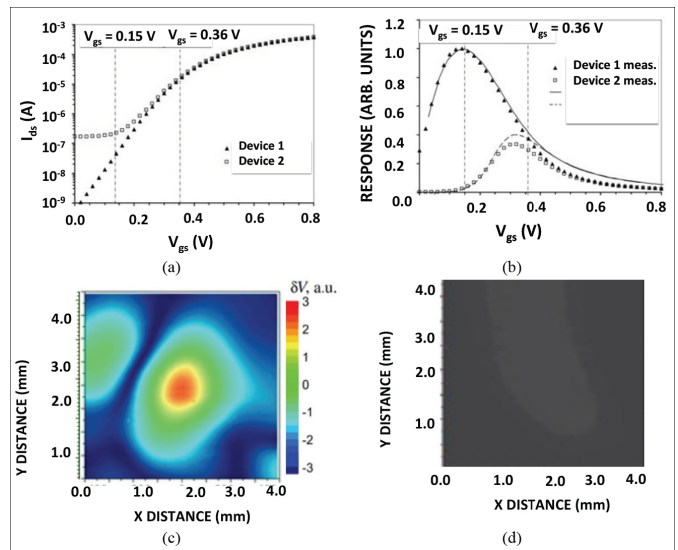 V_gs = 0.15 V V_gs = 0.36 V
I_ds (A)
10^-3
10^-4
10^-5
10^-6
10^-7
10^-8
10^-9
Device 1
Device 2
0.0 0.2 0.4 0.6 0.8
V_gs (V)
(a)
V_gs = 0.15 V V_gs = 0.36 V
RESPONSE (ARB. UNITS)
1.2
1.0
0.8
0.6
0.4
0.2
0.0
Device 1 meas.
Device 2 meas.
0.0 0.2 0.4 0.6 0.8
V_gs (V)
(b)
δV, a.u.
3
2
1
0
-1
-2
-3
Y DISTANCE (mm)
4.0
3.0
2.0
1.0
0.0 1.0 2.0 3.0 4.0
X DISTANCE (mm)
(c)
Y DISTANCE (mm)
4.0
3.0
2.0
1.0
0.0 1.0 2.0 3.0 4.0
X DISTANCE (mm)
(d)